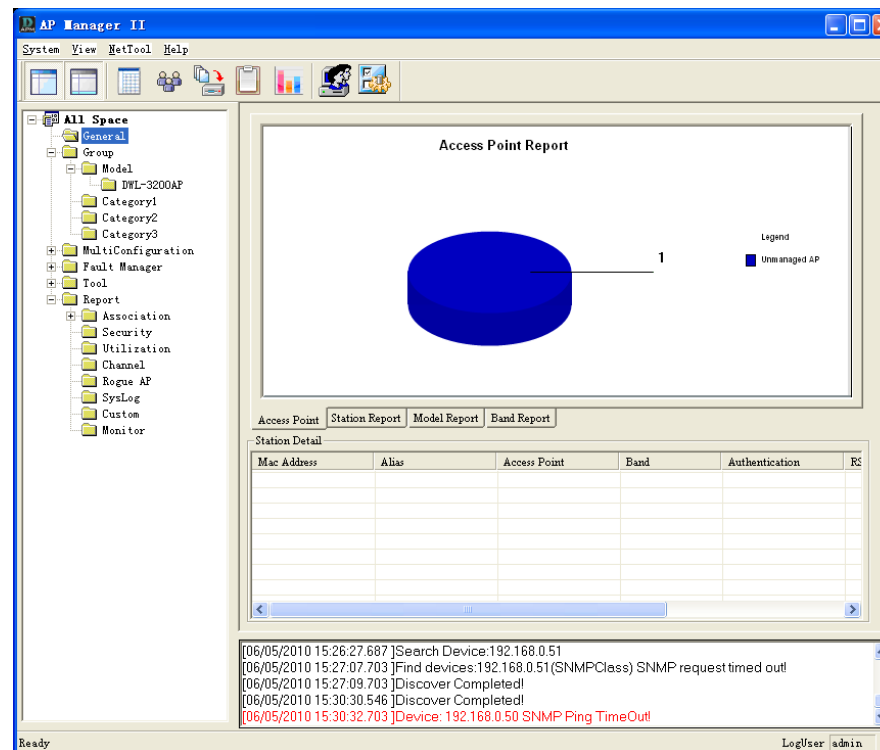 AP Manager II
System View NetTool Help
All Space
General
Group
Model
DWL-3200AP
Category1
Category2
Category3
MultiConfiguration
Fault Manager
Tool
Report
Association
Security
Utilization
Channel
Rogue AP
SysLog
Custom
Monitor
Access Point Report
1
Legend
Unmanaged AP
Access Point Station Report Model Report Band Report
Station Detail
Mac Address Alias Access Point Band Authentication RS
[06/05/2010 15:26:27.687 ]Search Device:192.168.0.51
[06/05/2010 15:27:07.703 ]Find devices:192.168.0.51(SNMPClass) SNMP request timed out!
[06/05/2010 15:27:09.703 ]Discover Completed!
[06/05/2010 15:30:30.546 ]Discover Completed!
[06/05/2010 15:30:32.703 ]Device: 192.168.0.50 SNMP Ping TimeOut!
Ready LogUser admin